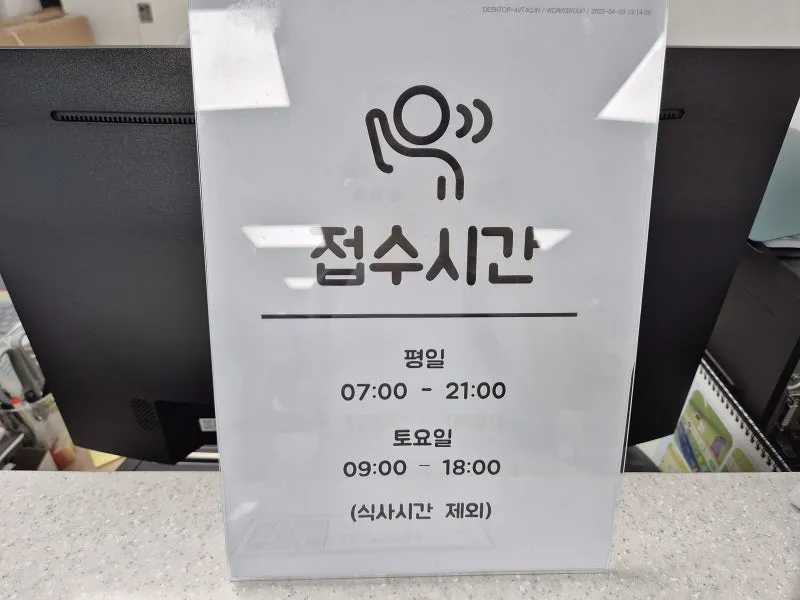 접수시간
평일
07:00 - 21:00
토요일
09:00 - 18:00
(식사시간 제외)